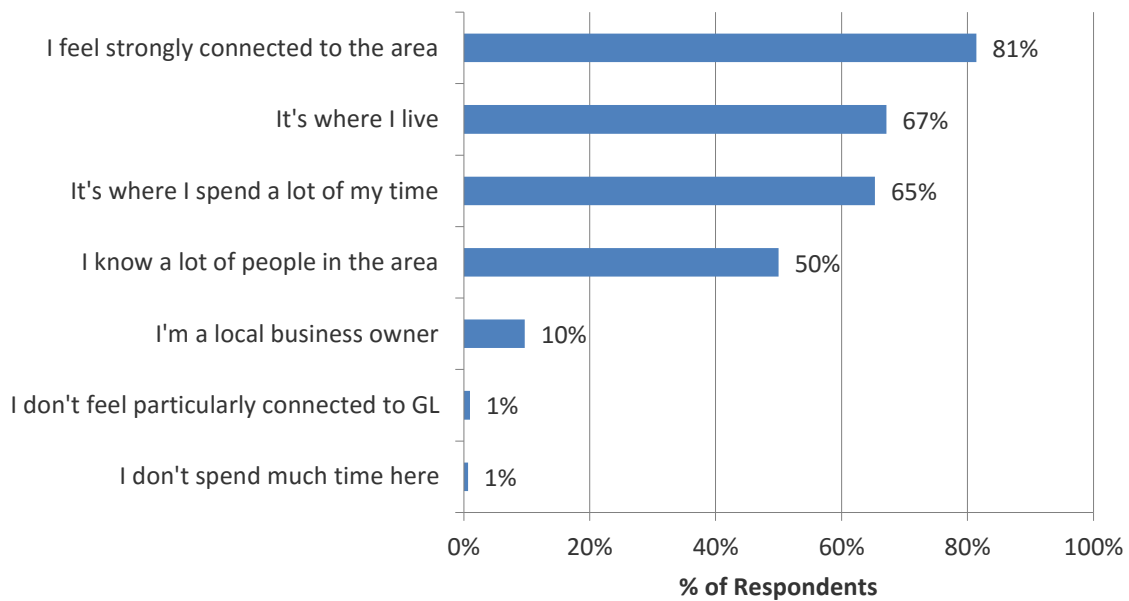 I feel strongly connected to the area 81%
It's where I live 67%
It's where I spend a lot of my time 65%
I know a lot of people in the area 50%
I'm a local business owner 10%
I don't feel particularly connected to GL 1%
I don't spend much time here 1%
0% 20% 40% 60% 80% 100%
% of Respondents